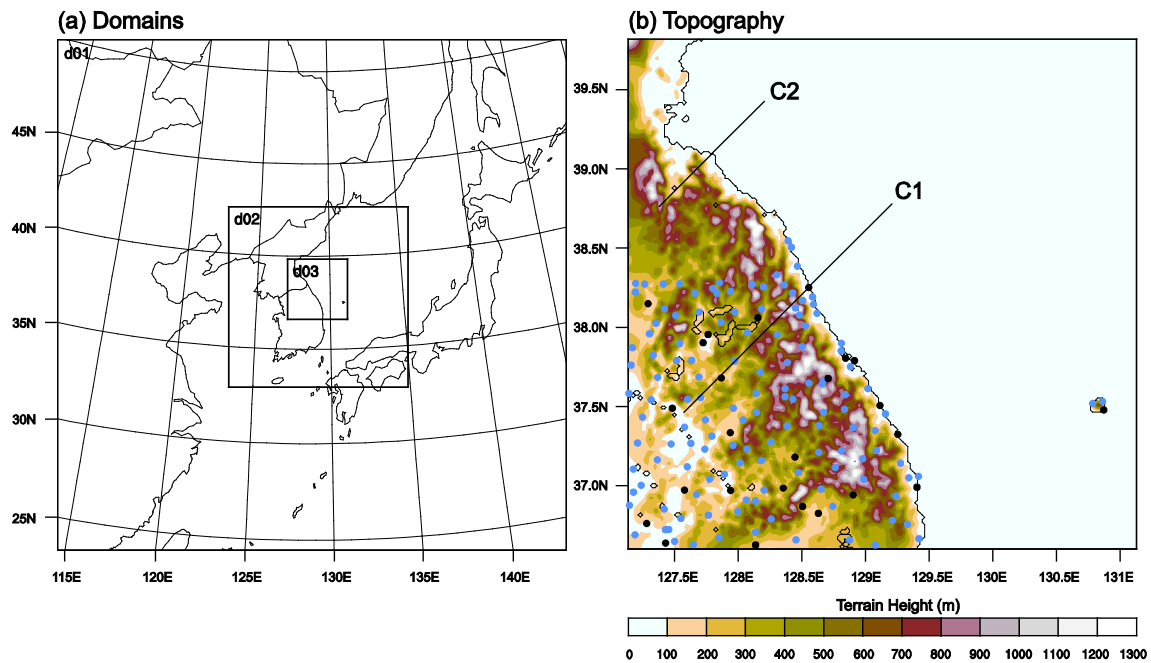 (a) Domains
d01
45N
40N
35N
30N
25N
d02
d03
115E 120E 125E 130E 135E 140E
(b) Topography
39.5N
39.0N
38.5N
38.0N
37.5N
37.0N
C2
C1
127.5E 128E 128.5E 129E 129.5E 130E 130.5E 131E
Terrain Height (m)
0 100 200 300 400 500 600 700 800 900 1000 1100 1200 1300